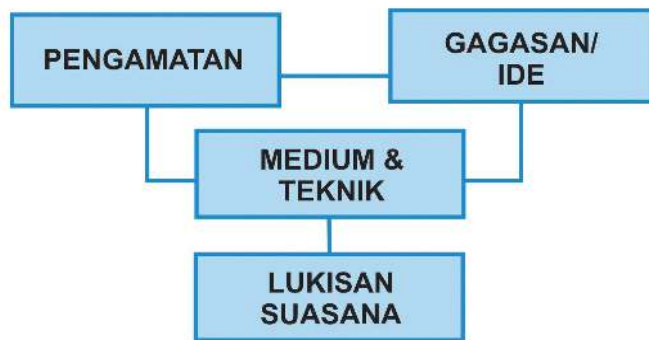 PENGAMATAN
GAGASAN/
IDE
MEDIUM &
TEKNIK
LUKISAN
SUASANA